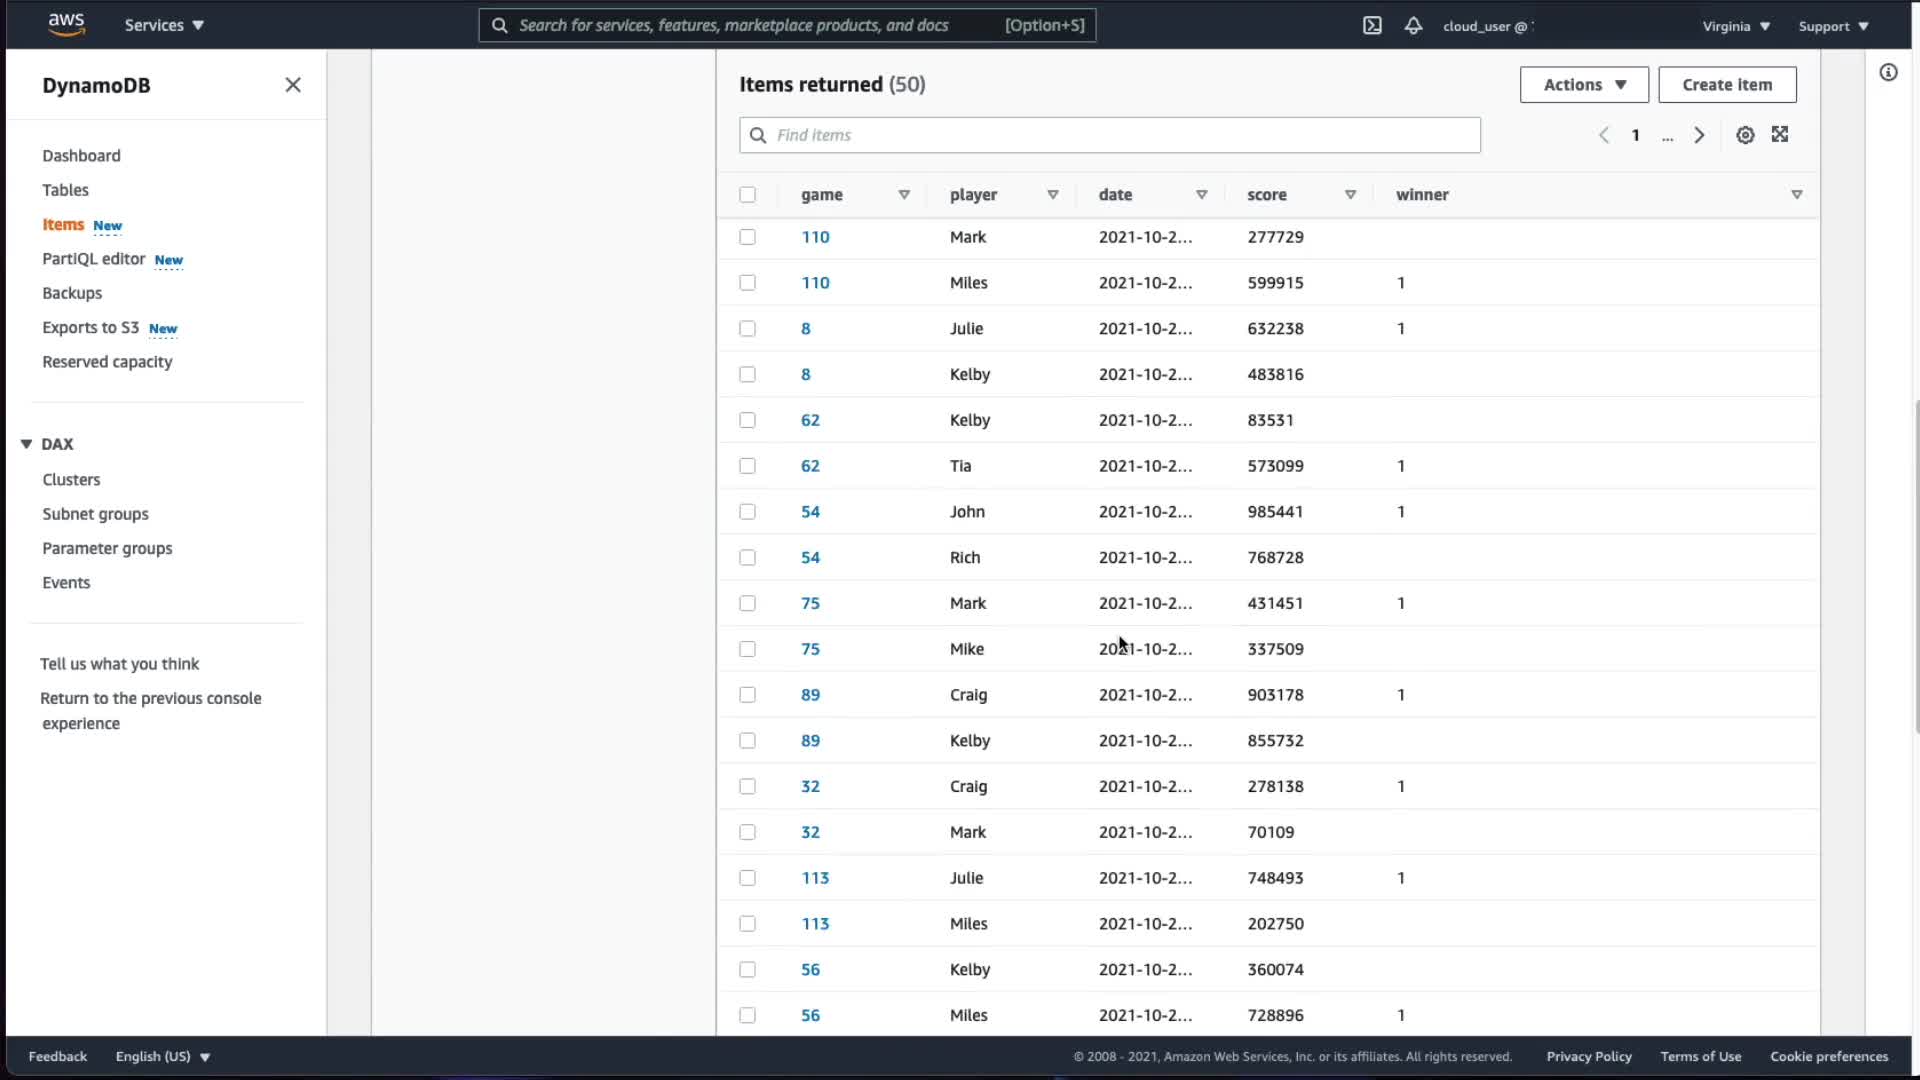 aws Services ▼ Search for services, features, marketplace products, and docs [Option+S] cloud_user @ Virginia ▼ Support ▼
DynamoDB
Dashboard
Tables
Items New
PartiQL editor New
Backups
Exports to S3 New
Reserved capacity
▼ DAX
Clusters
Subnet groups
Parameter groups
Events
Tell us what you think
Return to the previous console
experience
Items returned (50) Actions ▼ Create item
Find items 1 ...
game player date score winner
110 Mark 2021-10-2... 277729
110 Miles 2021-10-2... 599915 1
8 Julie 2021-10-2... 632238 1
8 Kelby 2021-10-2... 483816
62 Kelby 2021-10-2... 83531
62 Tia 2021-10-2... 573099 1
54 John 2021-10-2... 985441 1
54 Rich 2021-10-2... 768728
75 Mark 2021-10-2... 431451 1
75 Mike 2021-10-2... 337509
89 Craig 2021-10-2... 903178 1
89 Kelby 2021-10-2... 855732
32 Craig 2021-10-2... 278138 1
32 Mark 2021-10-2... 70109
113 Julie 2021-10-2... 748493 1
113 Miles 2021-10-2... 202750
56 Kelby 2021-10-2... 360074
56 Miles 2021-10-2... 728896 1
Feedback English (US) ▼ © 2008 - 2021, Amazon Web Services, Inc. or its affiliates. All rights reserved. Privacy Policy Terms of Use Cookie preferences